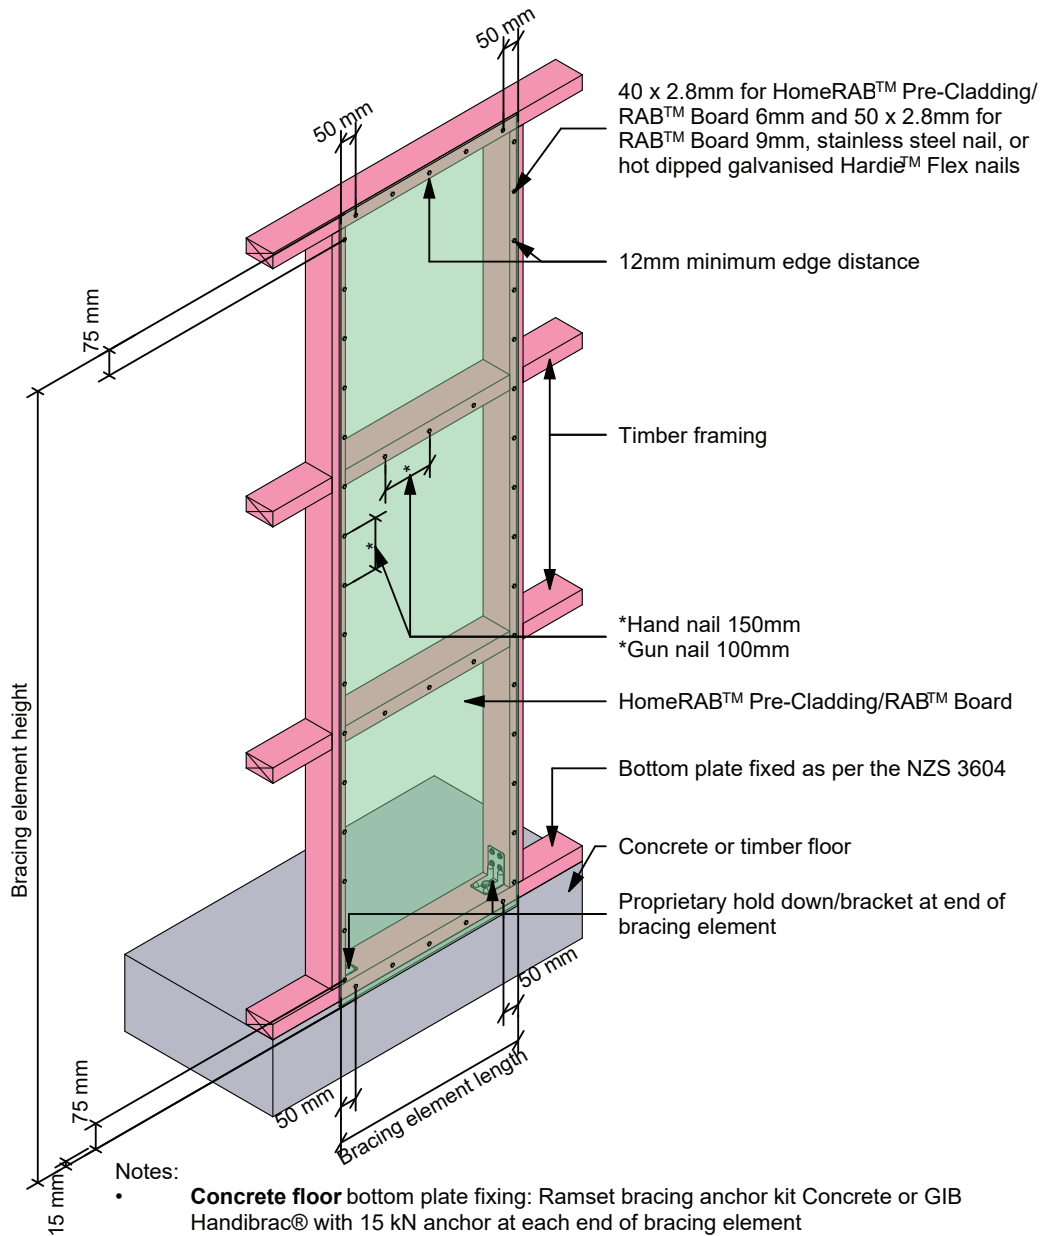 50 mm
50 mm
40 x 2.8mm for HomeRAB™ Pre-Cladding/
RAB™ Board 6mm and 50 x 2.8mm for
RAB™ Board 9mm, stainless steel nail, or
hot dipped galvanised Hardie™ Flex nails
12mm minimum edge distance
75 mm
Timber framing
*
*
*Hand nail 150mm
*Gun nail 100mm
HomeRAB™ Pre-Cladding/RAB™ Board
Bottom plate fixed as per the NZS 3604
Bracing element height
Concrete or timber floor
Proprietary hold down/bracket at end of
bracing element
50 mm
50 mm
Bracing element length
75 mm
15 mm
Notes:
• Concrete floor bottom plate fixing: Ramset bracing anchor kit Concrete or GIB
Handibrac® with 15 kN anchor at each end of bracing element